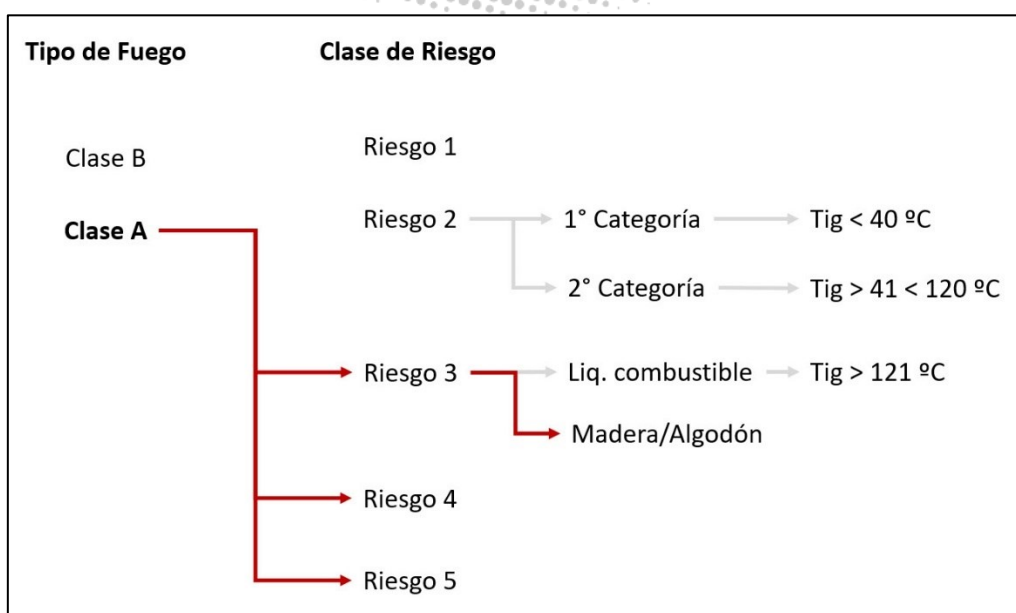 Tipo de Fuego Clase de Riesgo
Clase B Riesgo 1
Riesgo 2 1° Categoría Tig < 40 ºC
Clase A
2° Categoría Tig > 41 < 120 ºC
Riesgo 3 Liq. combustible Tig > 121 ºC
Madera/Algodón
Riesgo 4
Riesgo 5